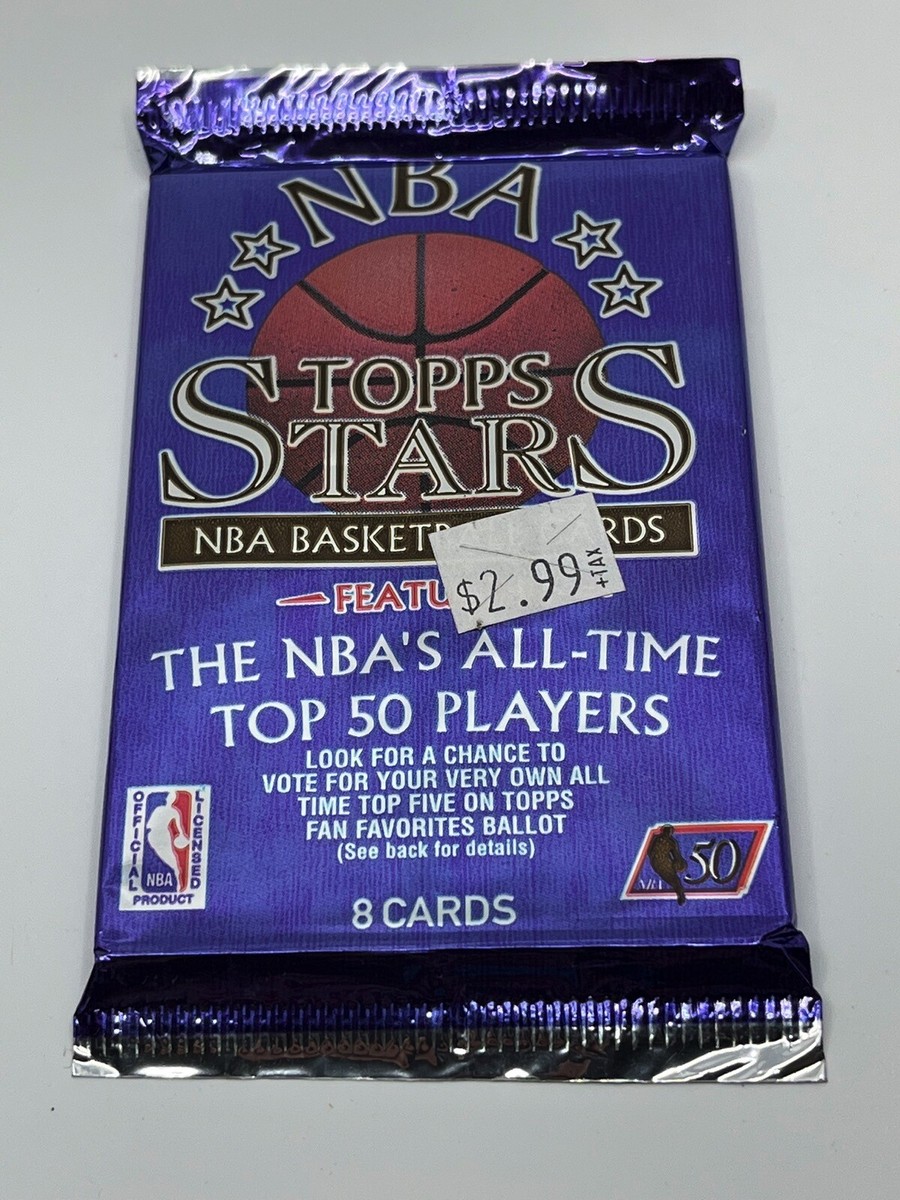 NBA
TOPPS
STARS
NBA BASKETB RDS
$2.99 +TAX
FEATU
THE NBA'S ALL-TIME
TOP 50 PLAYERS
LOOK FOR A CHANCE TO
VOTE FOR YOUR VERY OWN ALL
TIME TOP FIVE ON TOPPS
FAN FAVORITES BALLOT
(See back for details)
OFFICIAL
LICENSED
NBA
PRODUCT
NBA 50
8 CARDS